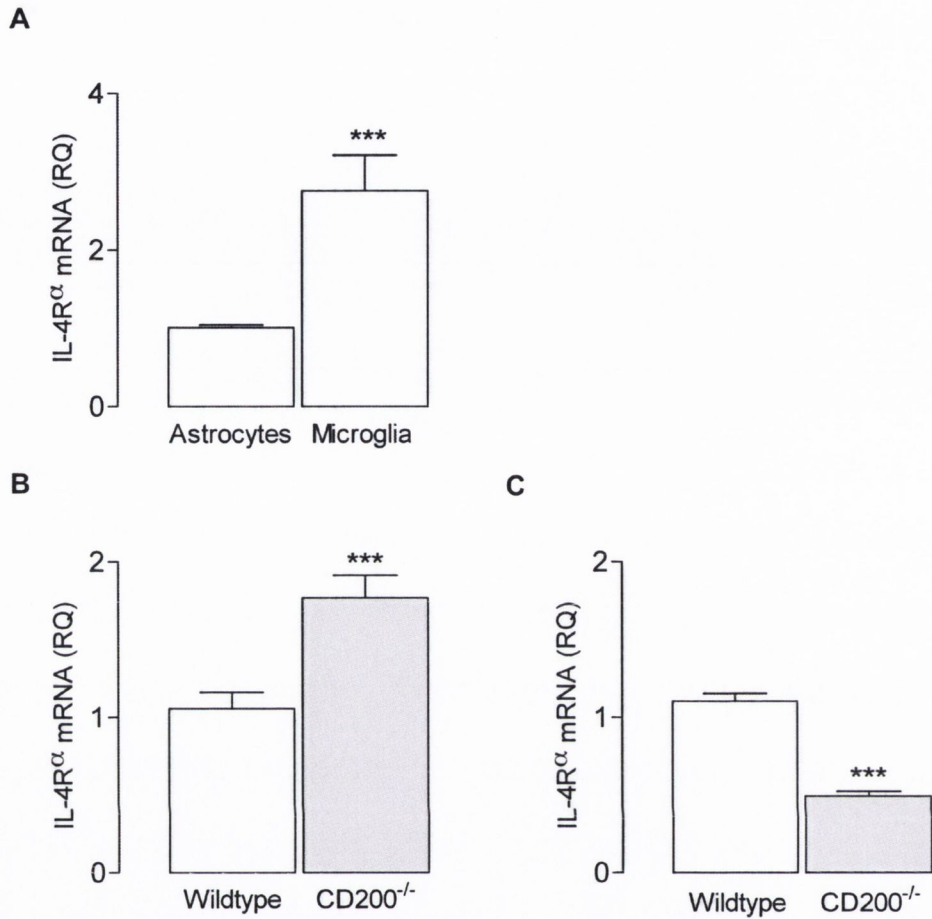 A
IL-4Rα mRNA (RQ)
4
2
0
***
Astrocytes Microglia
B
IL-4Rα mRNA (RQ)
2
1
0
***
Wildtype CD200-/-
C
IL-4Rα mRNA (RQ)
2
1
0
***
Wildtype CD200-/-